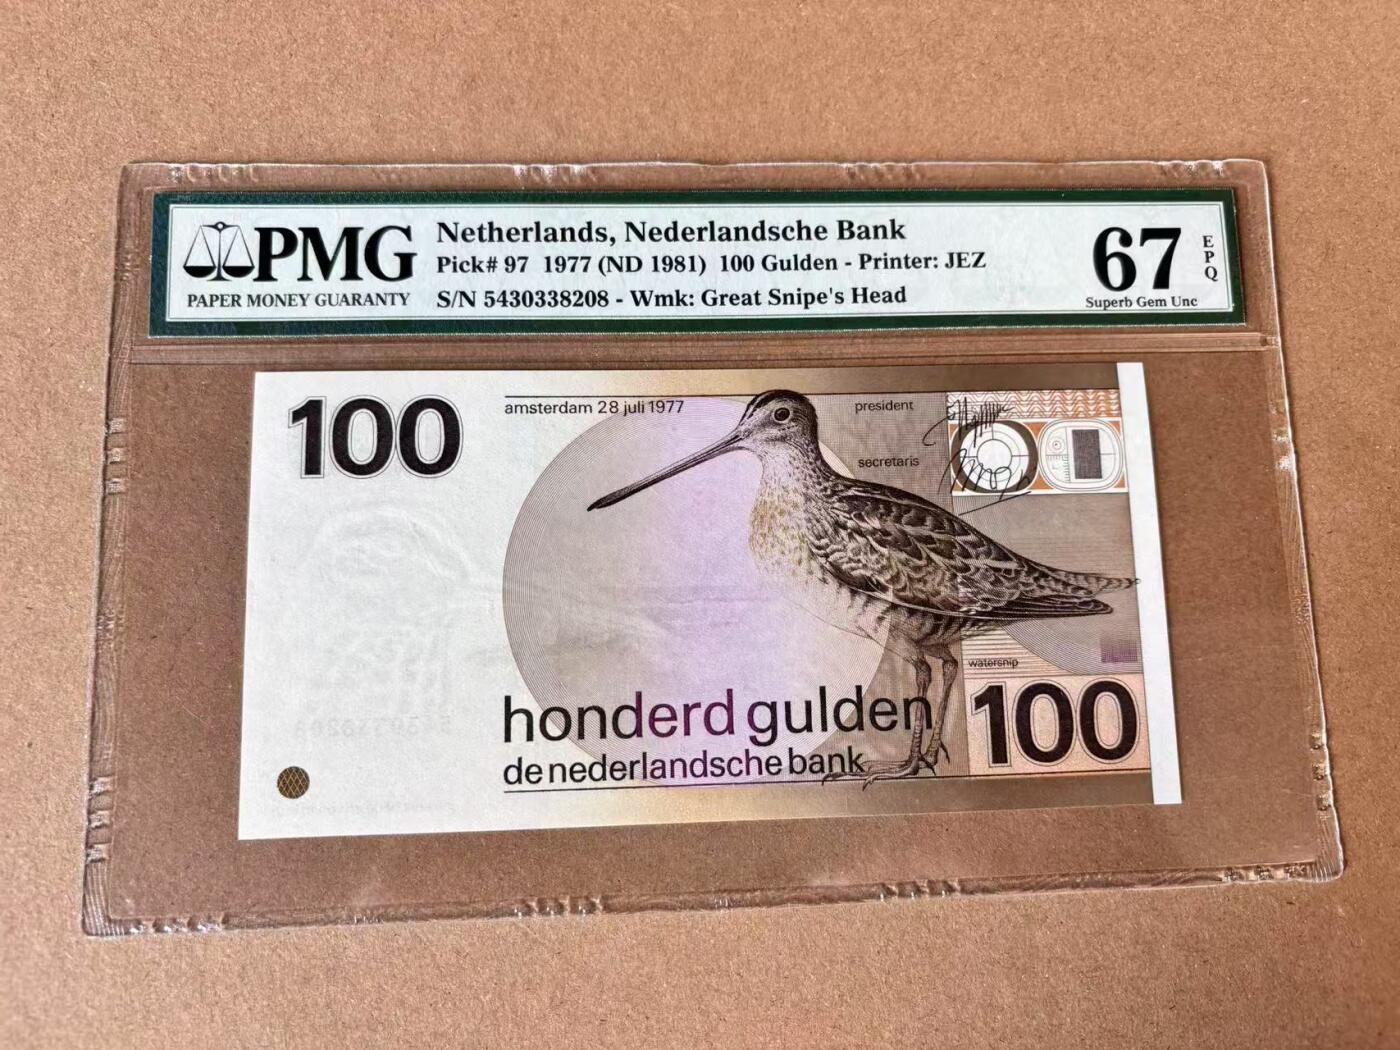 PMG
PAPER MONEY GUARANTY
Netherlands, Nederlandsche Bank
Pick# 97 1977 (ND 1981) 100 Gulden - Printer: JEZ
S/N 5430338208 - Wmk: Great Snipe's Head
67
EPQ
Superb Gem Unc
100
amsterdam 28 juli 1977
president
secretaris
watersnip
100
honderd gulden
de nederlandsche bank